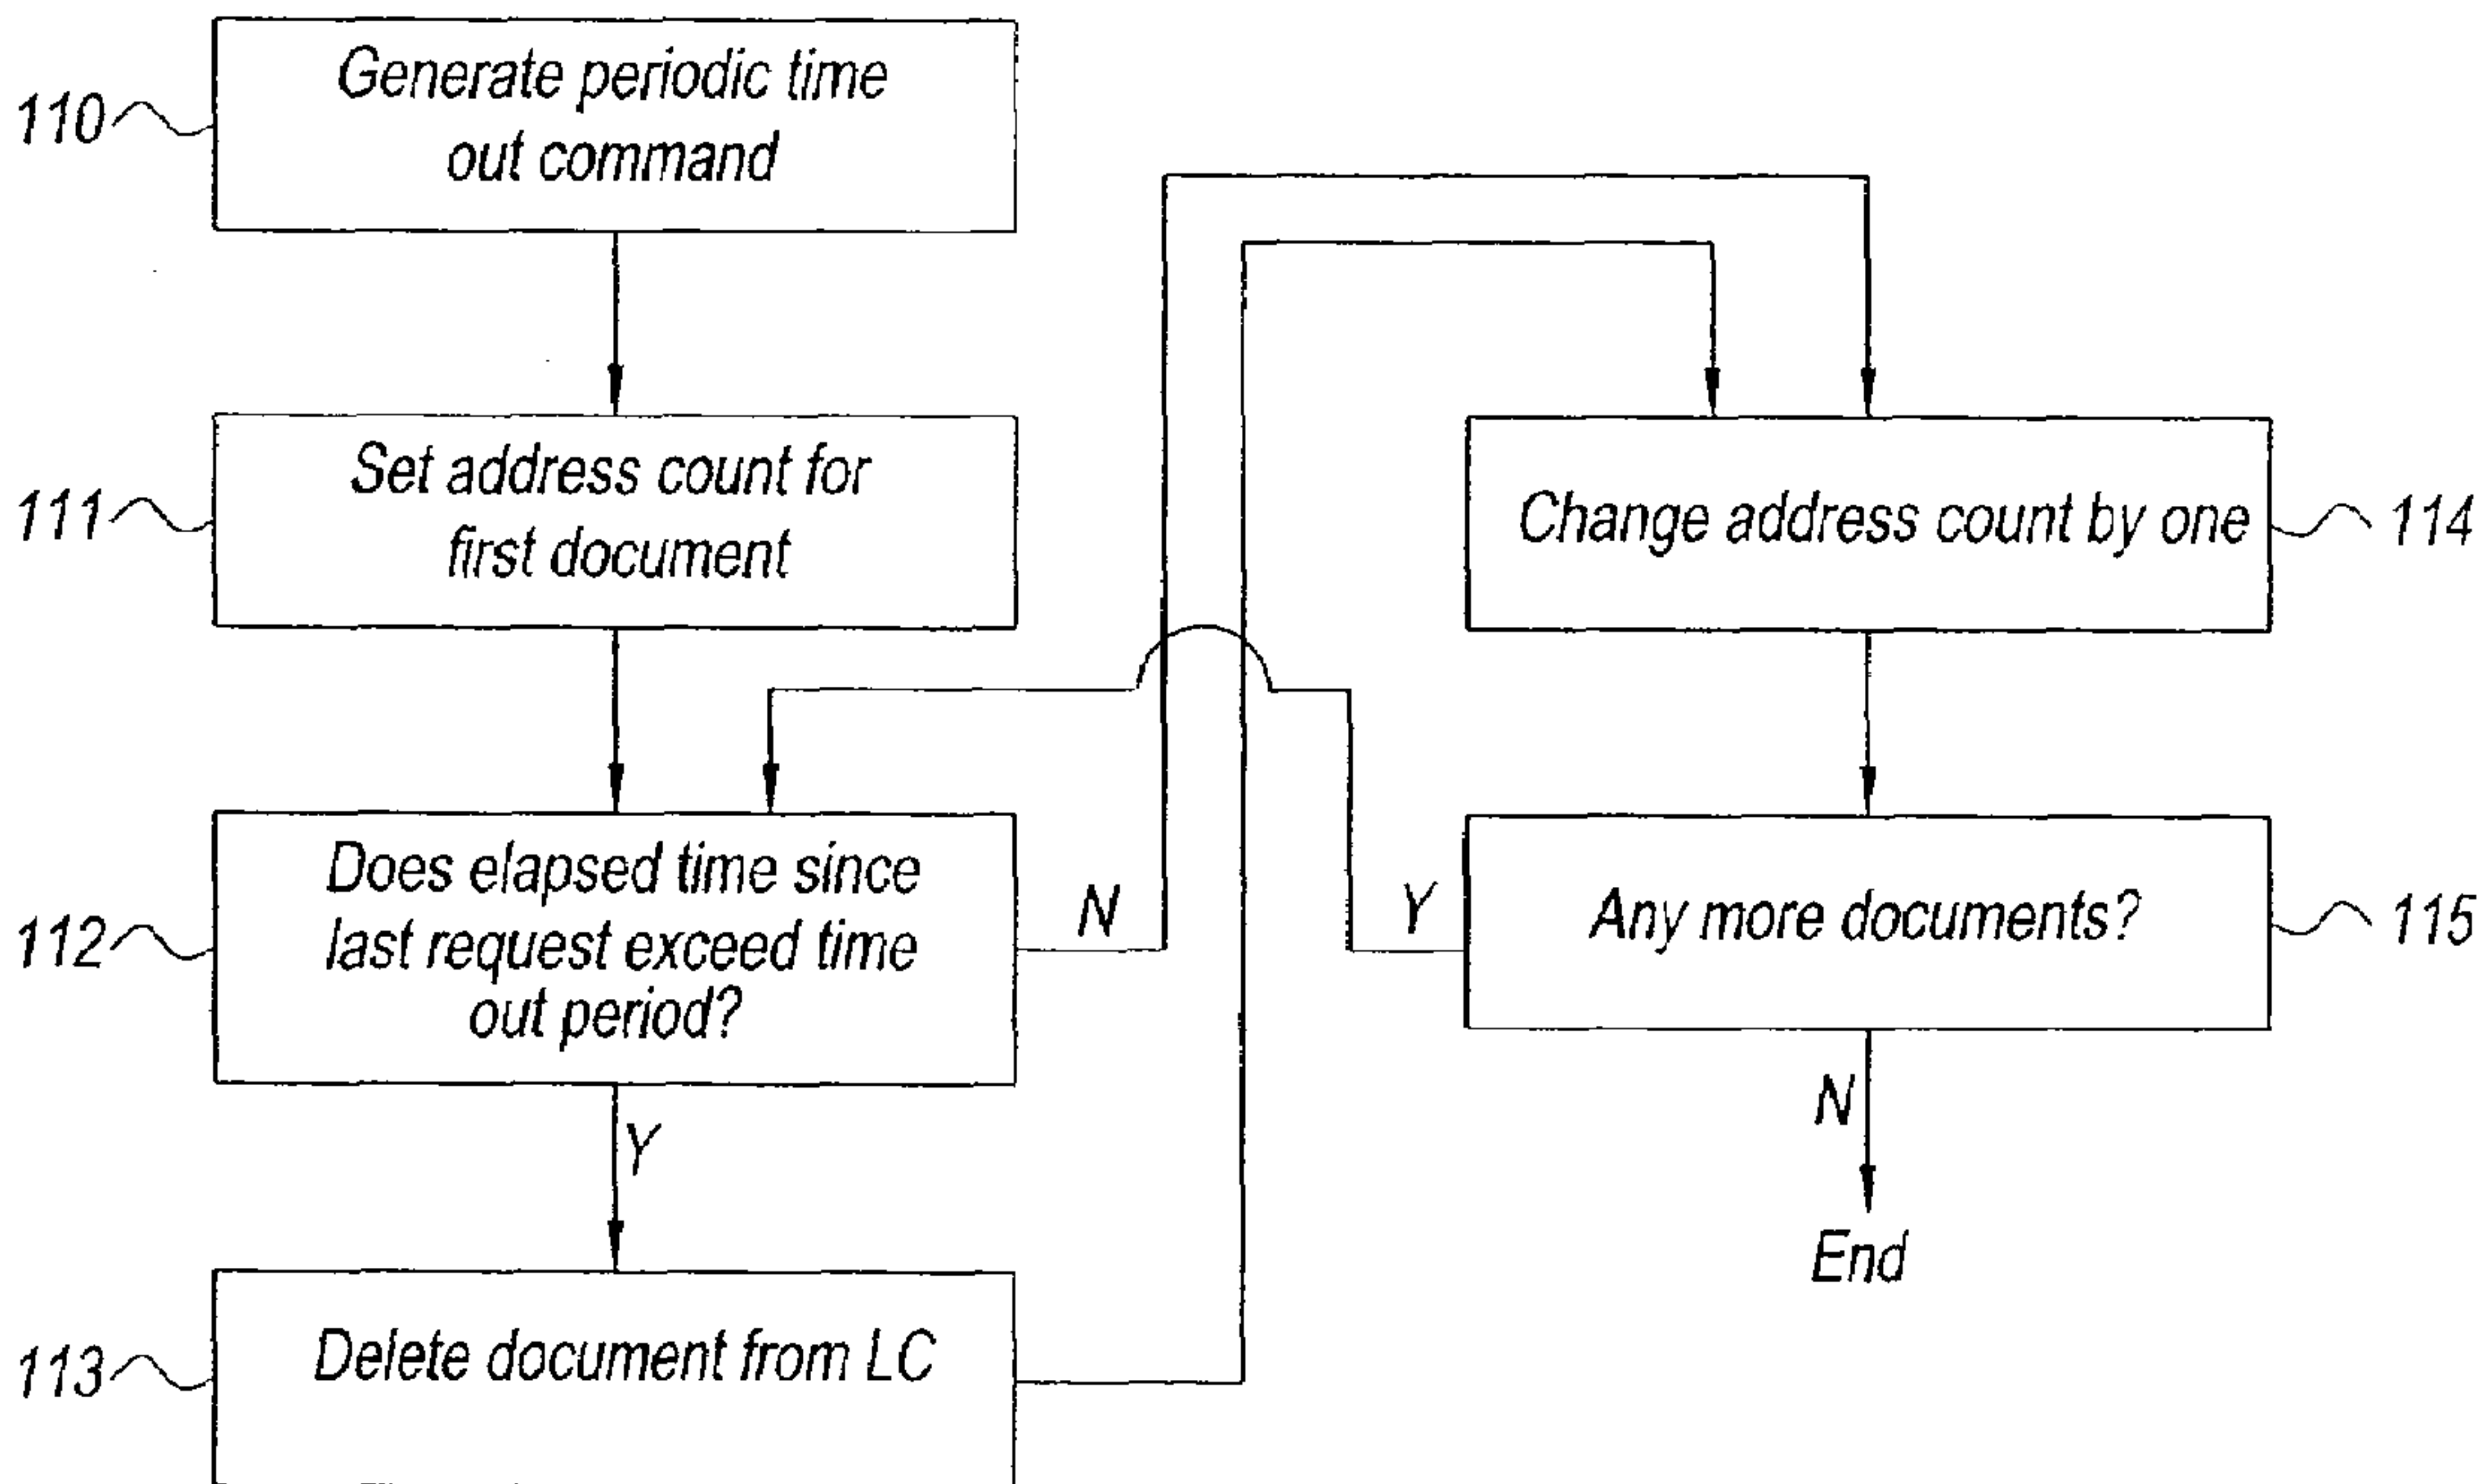 110
Generate periodic time
out command
111
Set address count for
first document
112
Does elapsed time since
last request exceed time
out period?
N
Y
113
Delete document from LC
Change address count by one
114
Y
Any more documents?
115
N
End